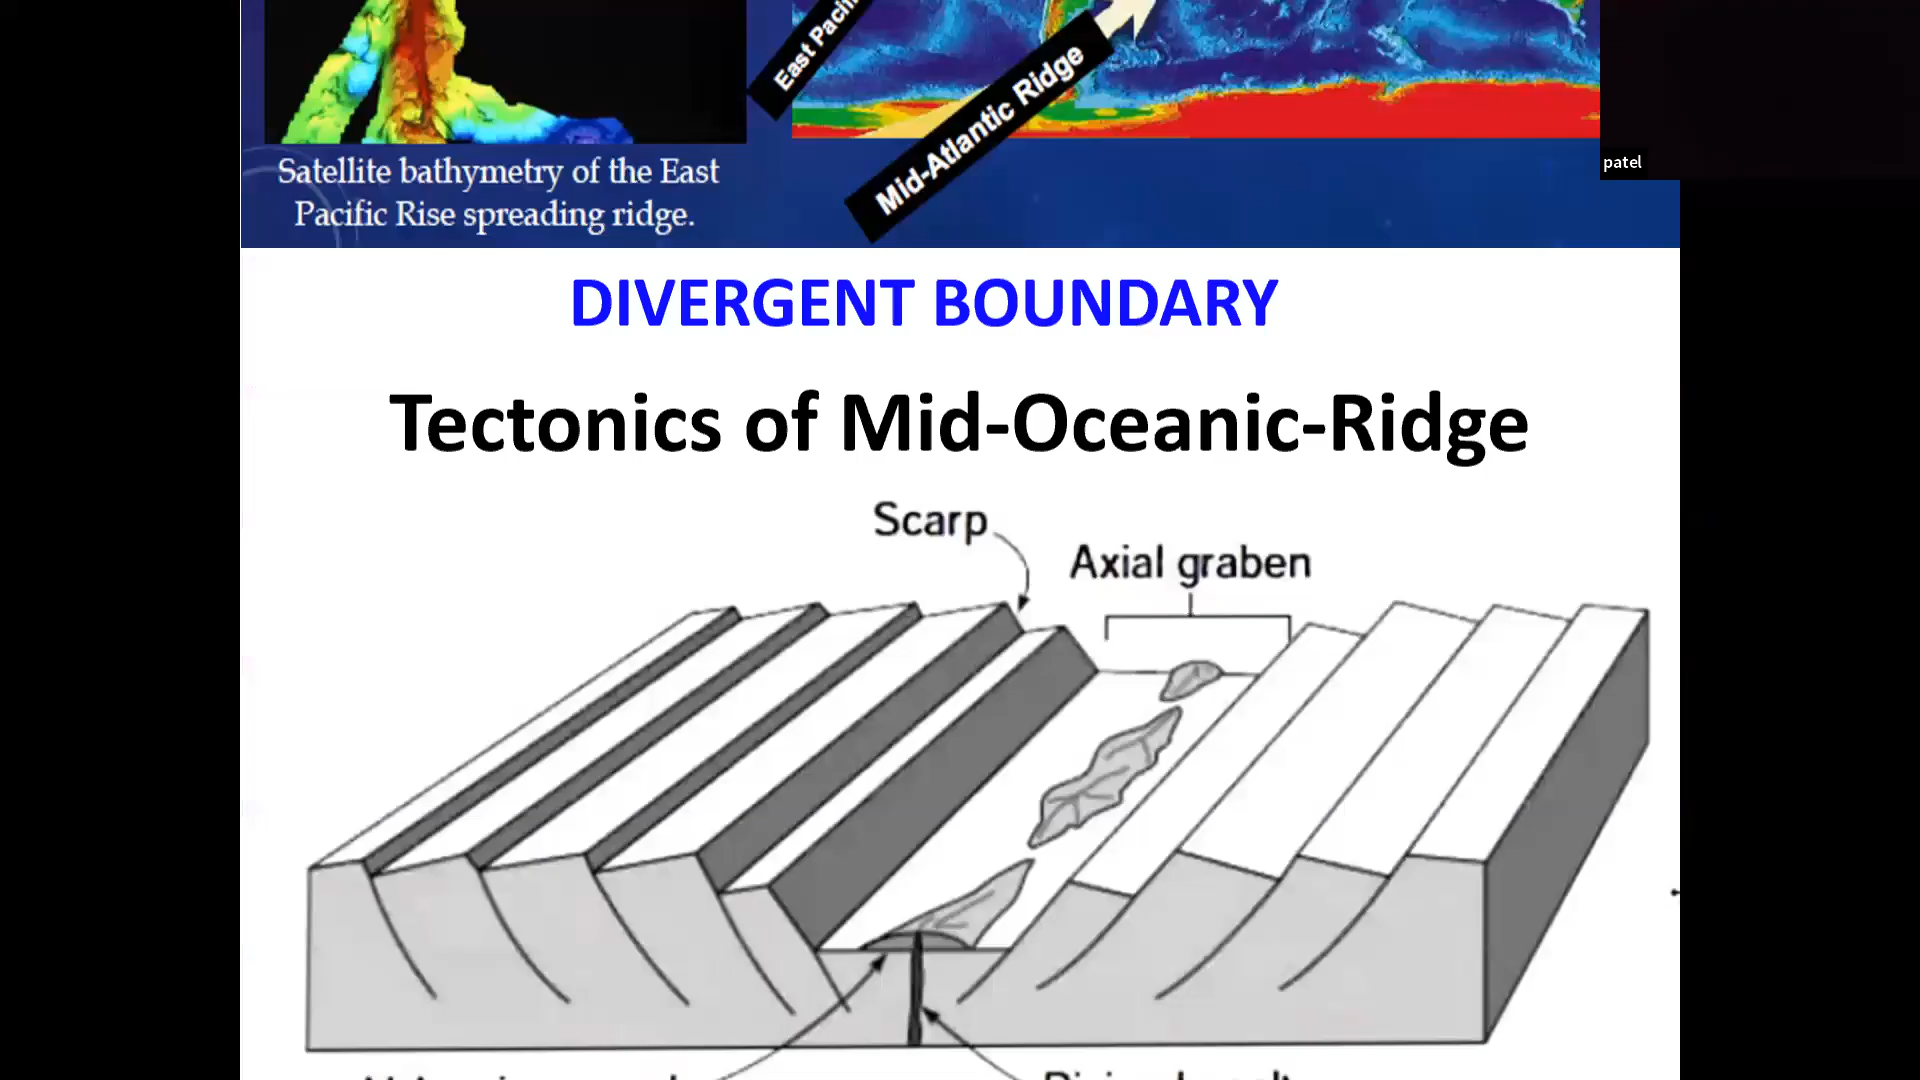 East Pacifi
Mid-Atlantic Ridge
patel
Satellite bathymetry of the East
Pacific Rise spreading ridge.
DIVERGENT BOUNDARY
Tectonics of Mid-Oceanic-Ridge
Scarp
Axial graben